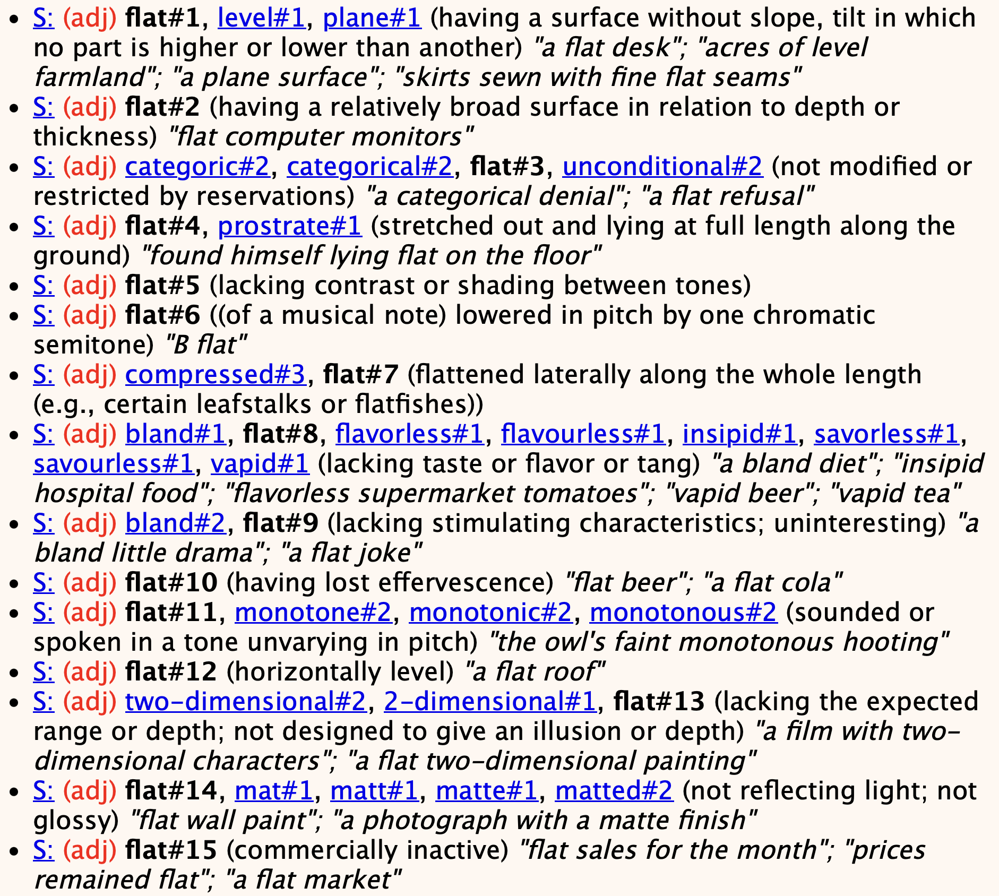 • S: (adj) flat#1, level#1, plane#1 (having a surface without slope, tilt in which
no part is higher or lower than another) "a flat desk"; "acres of level
farmland"; "a plane surface"; "skirts sewn with fine flat seams"
• S: (adj) flat#2 (having a relatively broad surface in relation to depth or
thickness) "flat computer monitors"
• S: (adj) categoric#2, categorical#2, flat#3, unconditional#2 (not modified or
restricted by reservations) "a categorical denial"; "a flat refusal"
• S: (adj) flat#4, prostrate#1 (stretched out and lying at full length along the
ground) "found himself lying flat on the floor"
• S: (adj) flat#5 (lacking contrast or shading between tones)
• S: (adj) flat#6 ((of a musical note) lowered in pitch by one chromatic
semitone) "B flat"
• S: (adj) compressed#3, flat#7 (flattened laterally along the whole length
(e.g., certain leafstalks or flatfishes))
• S: (adj) bland#1, flat#8, flavorless#1, flavourless#1, insipid#1, savorless#1,
savourless#1, vapid#1 (lacking taste or flavor or tang) "a bland diet"; "insipid
hospital food"; "flavorless supermarket tomatoes"; "vapid beer"; "vapid tea"
• S: (adj) bland#2, flat#9 (lacking stimulating characteristics; uninteresting) "a
bland little drama"; "a flat joke"
• S: (adj) flat#10 (having lost effervescence) "flat beer"; "a flat cola"
• S: (adj) flat#11, monotone#2, monotonic#2, monotonous#2 (sounded or
spoken in a tone unvarying in pitch) "the owl's faint monotonous hooting"
• S: (adj) flat#12 (horizontally level) "a flat roof"
• S: (adj) two-dimensional#2, 2-dimensional#1, flat#13 (lacking the expected
range or depth; not designed to give an illusion or depth) "a film with two-
dimensional characters"; "a flat two-dimensional painting"
• S: (adj) flat#14, mat#1, matt#1, matte#1, matted#2 (not reflecting light; not
glossy) "flat wall paint"; "a photograph with a matte finish"
• S: (adj) flat#15 (commercially inactive) "flat sales for the month"; "prices
remained flat"; "a flat market"